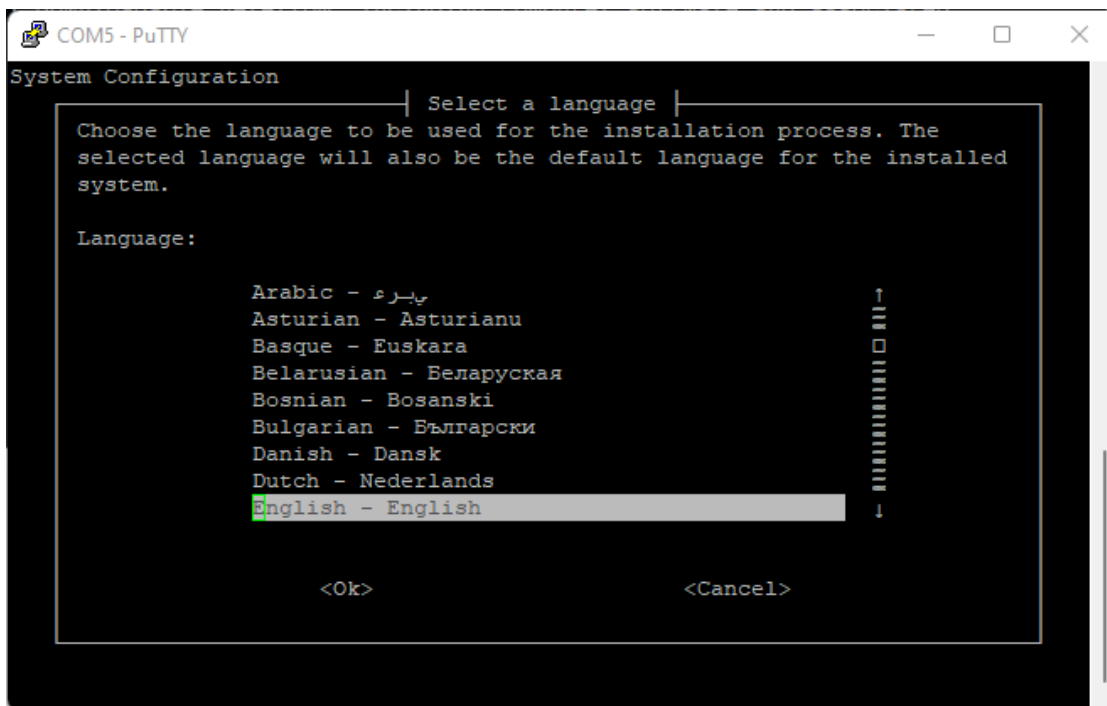 COM5 - PuTTY
System Configuration
Select a language
Choose the language to be used for the installation process. The
selected language will also be the default language for the installed
system.
Language:
Arabic - ﻲﺑﺮﻋ
Asturian - Asturianu
Basque - Euskara
Belarusian - Беларуская
Bosnian - Bosanski
Bulgarian - Български
Danish - Dansk
Dutch - Nederlands
English - English
<Ok> <Cancel>